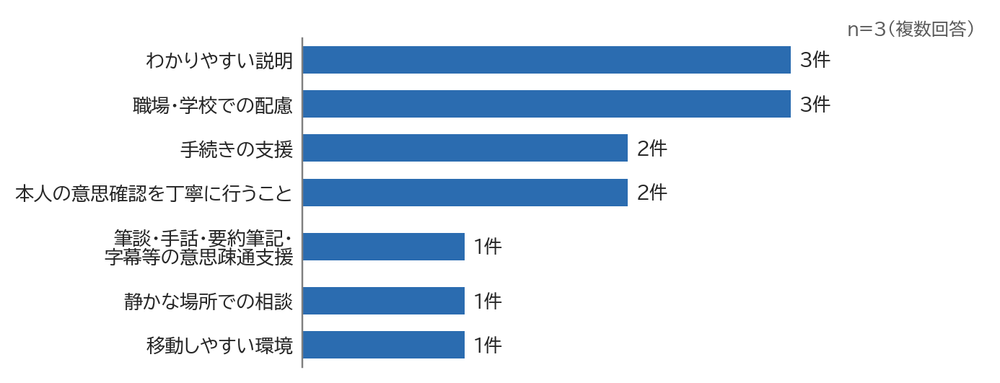 n=3(複数回答)
わかりやすい説明 3件
職場・学校での配慮 3件
手続きの支援 2件
本人の意思確認を丁寧に行うこと 2件
筆談・手話・要約筆記・
字幕等の意思疎通支援 1件
静かな場所での相談 1件
移動しやすい環境 1件